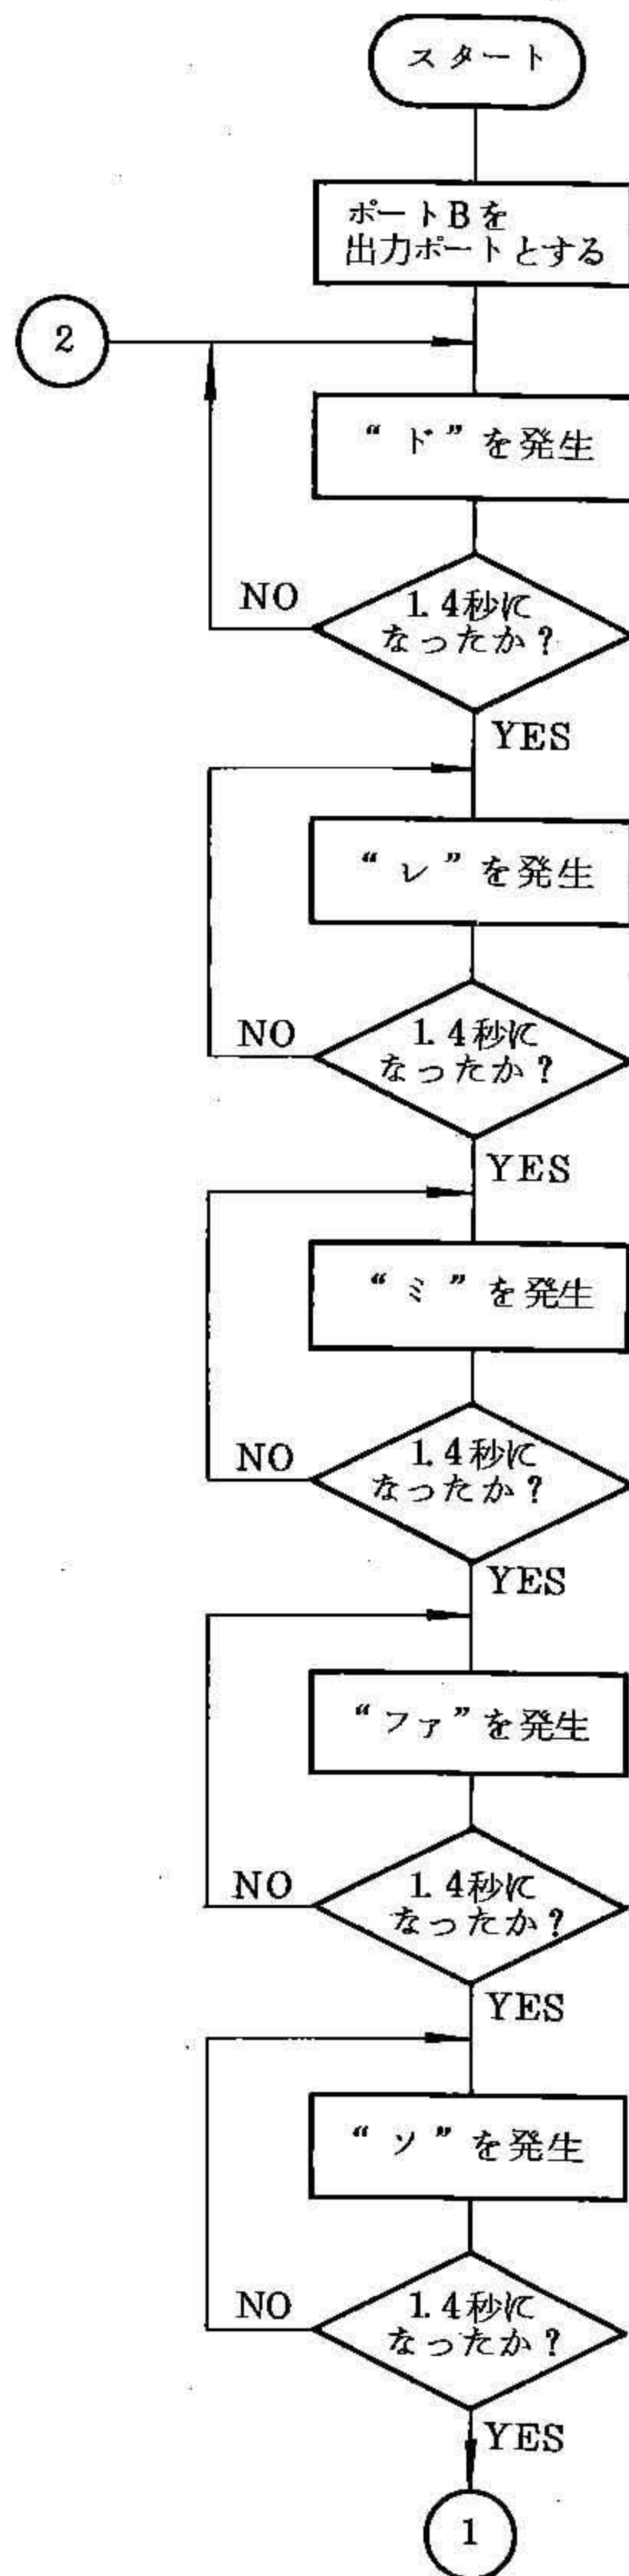 スタート
ポートBを
出力ポートとする
2
“ド”を発生
NO
1.4秒に
なったか？
YES
“レ”を発生
NO
1.4秒に
なったか？
YES
“ミ”を発生
NO
1.4秒に
なったか？
YES
“ファ”を発生
NO
1.4秒に
なったか？
YES
“ソ”を発生
NO
1.4秒に
なったか？
YES
1